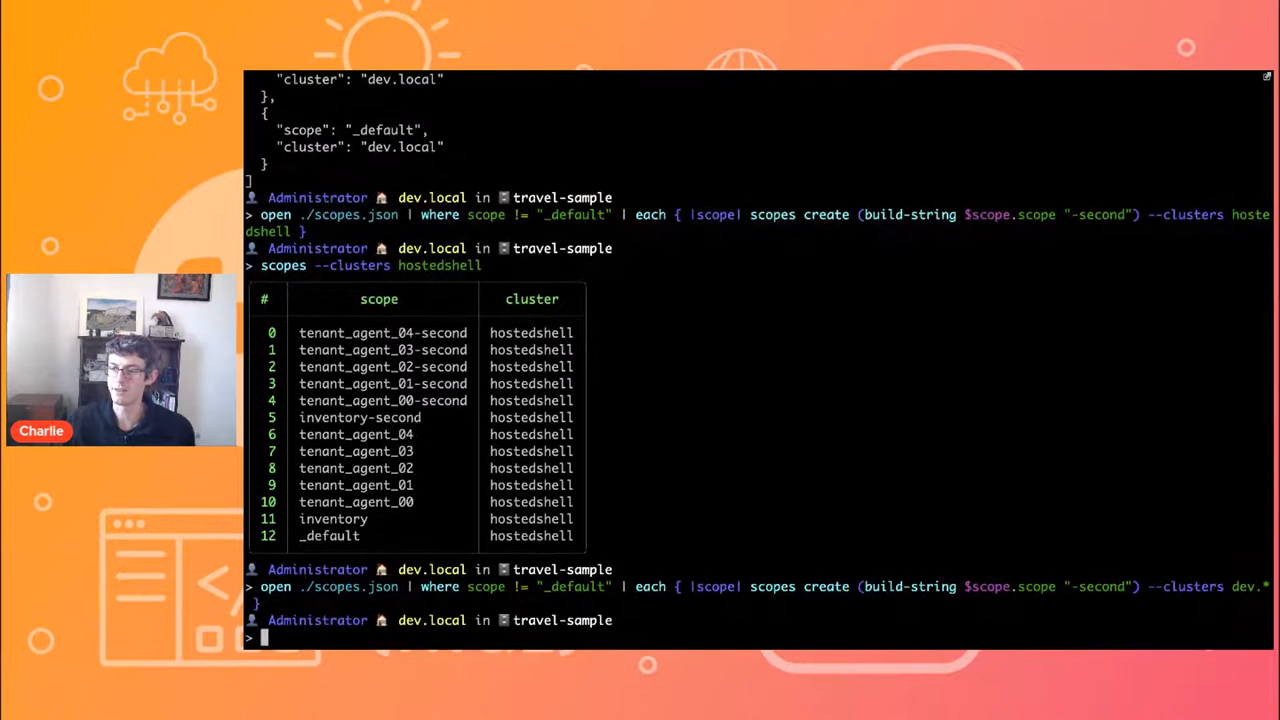 "cluster": "dev.local"
},
{
"scope": "_default",
"cluster": "dev.local"
}
]
Administrator dev.local in travel-sample
> open ./scopes.json | where scope != "_default" | each { |scope| scopes create (build-string $scope.scope "-second") --clusters hoste
dshell }
Administrator dev.local in travel-sample
> scopes --clusters hostedshell
# scope cluster
0 tenant_agent_04-second hostedshell
1 tenant_agent_03-second hostedshell
2 tenant_agent_02-second hostedshell
3 tenant_agent_01-second hostedshell
4 tenant_agent_00-second hostedshell
5 inventory-second hostedshell
6 tenant_agent_04 hostedshell
7 tenant_agent_03 hostedshell
8 tenant_agent_02 hostedshell
9 tenant_agent_01 hostedshell
10 tenant_agent_00 hostedshell
11 inventory hostedshell
12 _default hostedshell
Administrator dev.local in travel-sample
> open ./scopes.json | where scope != "_default" | each { |scope| scopes create (build-string $scope.scope "-second") --clusters dev.*
}
Administrator dev.local in travel-sample
>
Charlie